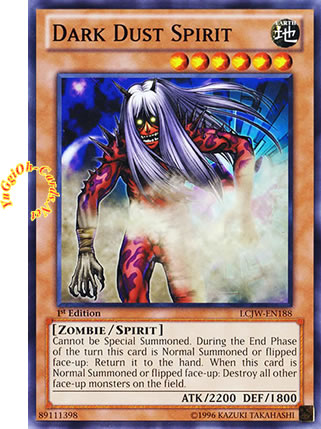 DARK DUST SPIRIT
EARTH
地
YuGiOh-Cards.Net
1st Edition
LCJW-EN188
[ZOMBIE/SPIRIT]
Cannot be Special Summoned. During the End Phase
of the turn this card is Normal Summoned or flipped
face-up: Return it to the hand. When this card is
Normal Summoned or flipped face-up: Destroy all other
face-up monsters on the field.
ATK/2200 DEF/1800
89111398
©1996 KAZUKI TAKAHASHI